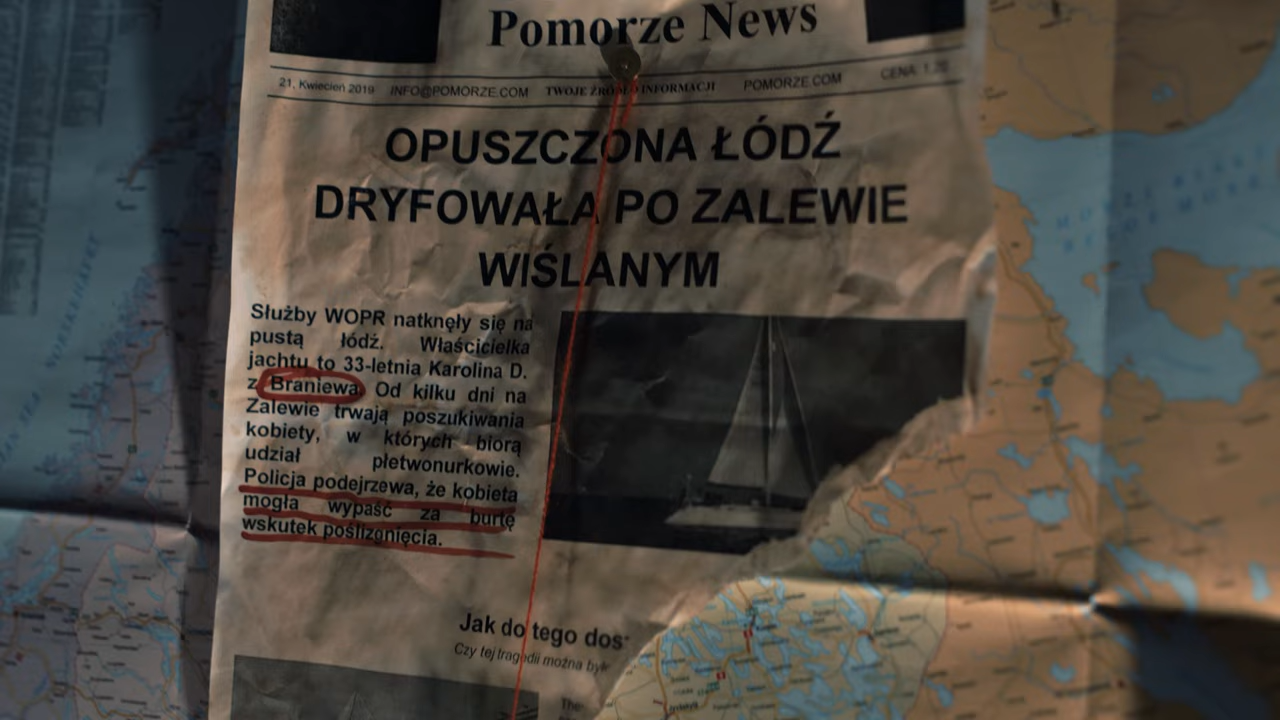 Pomorze News
21, Kwiecień 2019 INFO@POMORZE.COM TWOJE ŹRÓDŁO INFORMACJI POMORZE.COM CENA:
OPUSZCZONA ŁÓDŹ
DRYFOWAŁA PO ZALEWIE
WIŚLANYM
Służby WOPR natknęły się na
pustą łódź. Właścicielka
jachtu to 33-letnia Karolina D.
z Braniewa. Od kilku dni na
Zalewie trwają poszukiwania
kobiety, w których biorą
udział płetwonurkowie.
Policja podejrzewa, że kobieta
mogła wypaść za burtę
wskutek poślizgnięcia.
Jak do tego dos
Czy tej tragedii można
The